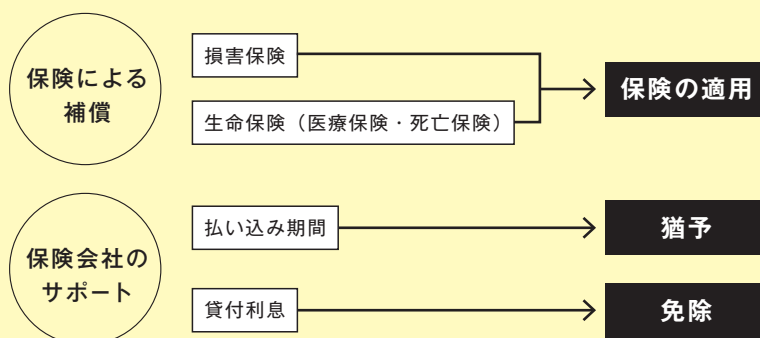 保険による
補償
損害保険
生命保険（医療保険・死亡保険）
保険の適用
保険会社の
サポート
払い込み期間
猶予
貸付利息
免除